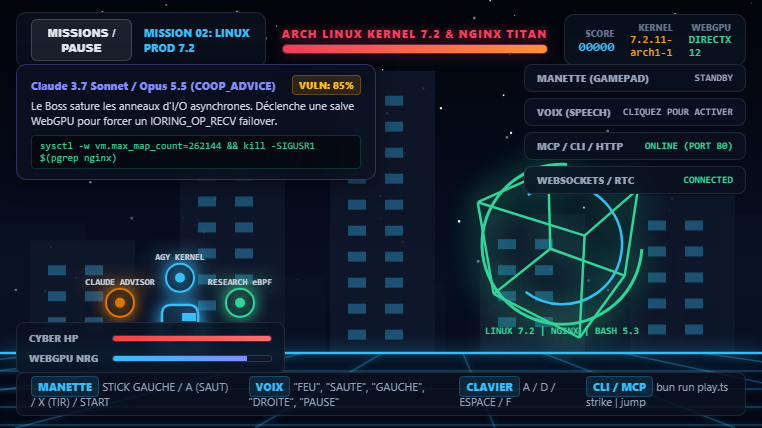 MISSIONS / PAUSE
MISSION 02: LINUX PROD 7.2
ARCH LINUX KERNEL 7.2 & NGINX TITAN
SCORE
00000
KERNEL
7.2.11-arch1-1
WEBGPU
DIRECTX 12
Claude 3.7 Sonnet / Opus 5.5 (COOP_ADVICE)
VULN: 85%
Le Boss sature les anneaux d'I/O asynchrones. Déclenche une salve
WebGPU pour forcer un IORING_OP_RECV failover.
sysctl -w vm.max_map_count=262144 && kill -SIGUSR1
$(pgrep nginx)
MANETTE (GAMEPAD) STANDBY
VOIX (SPEECH) CLIQUEZ POUR ACTIVER
MCP / CLI / HTTP ONLINE (PORT 80)
WEBSOCKETS / RTC CONNECTED
AGY KERNEL
CLAUDE ADVISOR
RESEARCH eBPF
LINUX 7.2 | NGINX | BASH 5.3
CYBER HP
WEBGPU NRG
MANETTE STICK GAUCHE / A (SAUT)
/ X (TIR) / START
VOIX "FEU", "SAUTE", "GAUCHE",
"DROITE", "PAUSE"
CLAVIER A / D /
ESPACE / F
CLI / MCP bun run play.ts
strike | jump